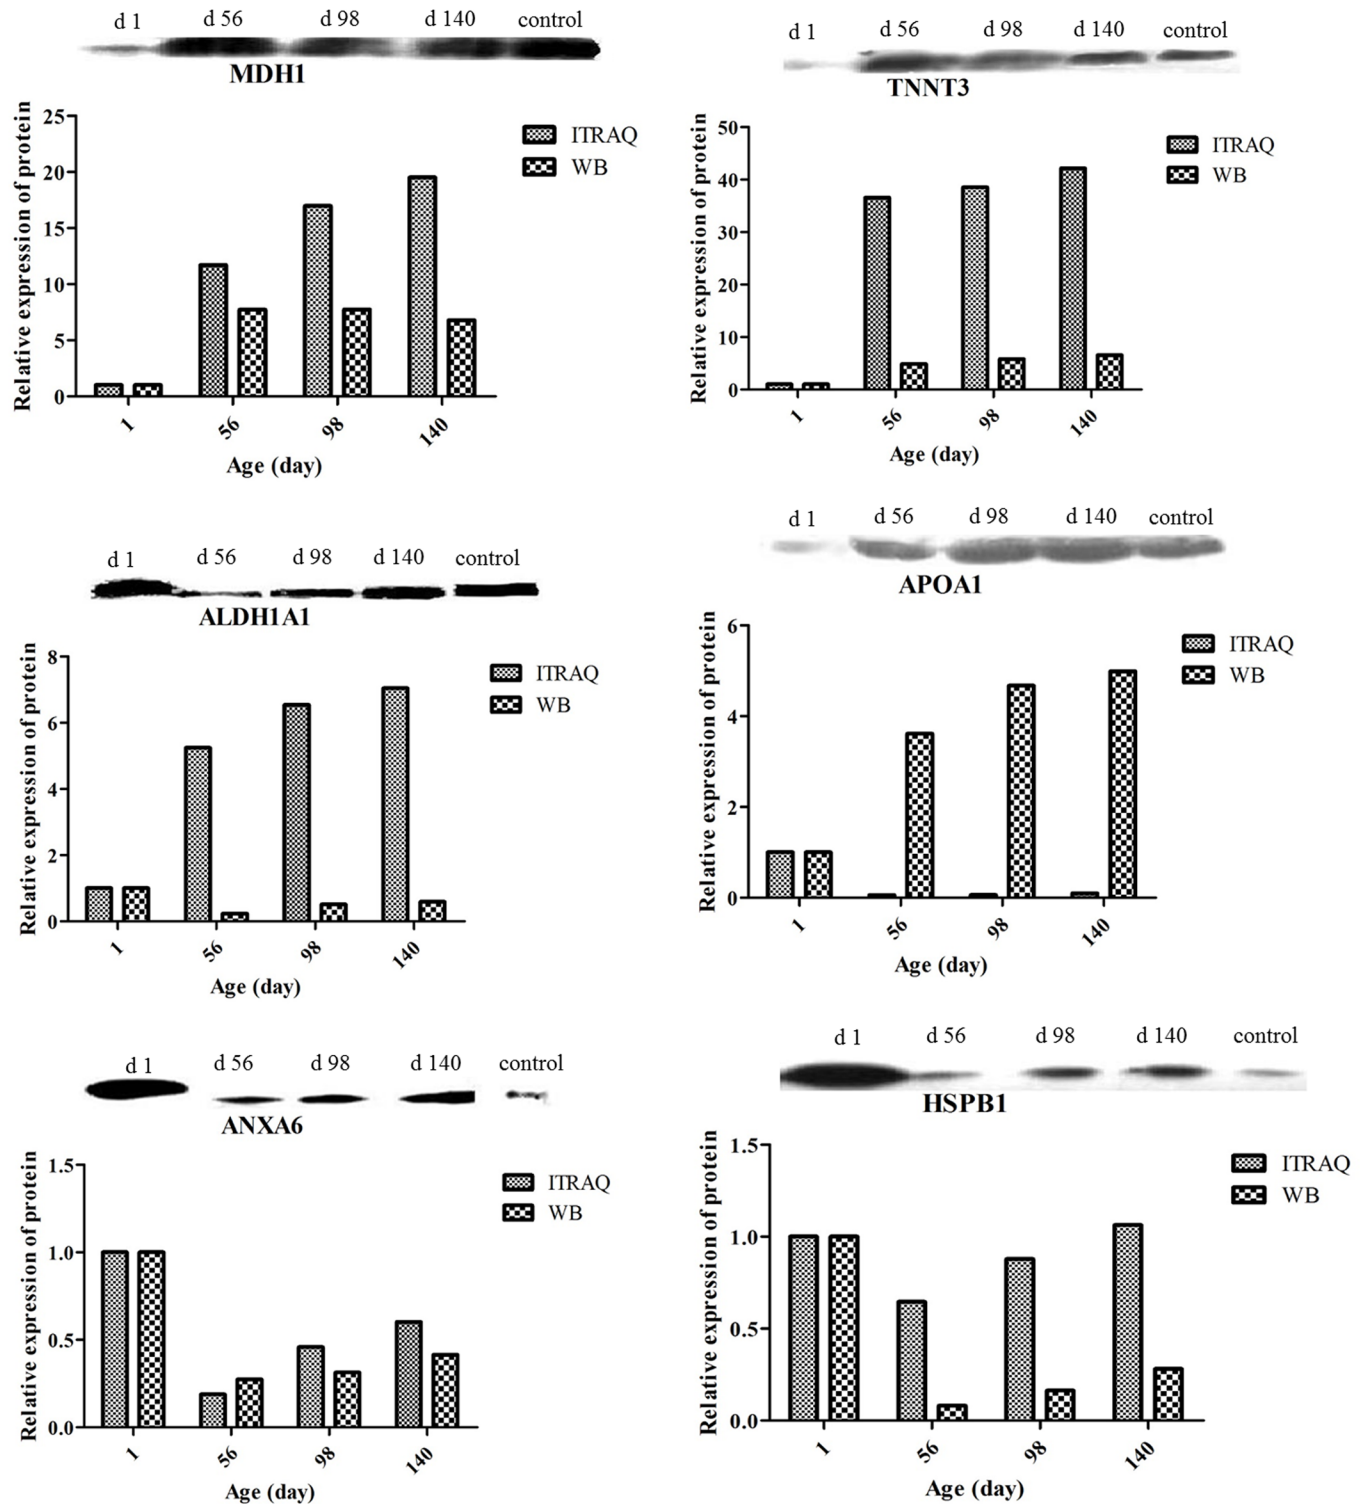 d 1 d 56 d 98 d 140 control
MDH1
Relative expression of protein
25
20
15
10
5
0
ITRAQ
WB
1 56 98 140
Age (day)
d 1 d 56 d 98 d 140 control
TNNT3
Relative expression of protein
50
40
30
20
10
0
ITRAQ
WB
1 56 98 140
Age (day)
d 1 d 56 d 98 d 140 control
ALDH1A1
Relative expression of protein
8
6
4
2
0
ITRAQ
WB
1 56 98 140
Age (day)
d 1 d 56 d 98 d 140 control
APOA1
Relative expression of protein
6
4
2
0
ITRAQ
WB
1 56 98 140
Age (day)
d 1 d 56 d 98 d 140 control
ANXA6
Relative expression of protein
1.5
1.0
0.5
0.0
ITRAQ
WB
1 56 98 140
Age (day)
d 1 d 56 d 98 d 140 control
HSPB1
Relative expression of protein
1.5
1.0
0.5
0.0
ITRAQ
WB
1 56 98 140
Age (day)